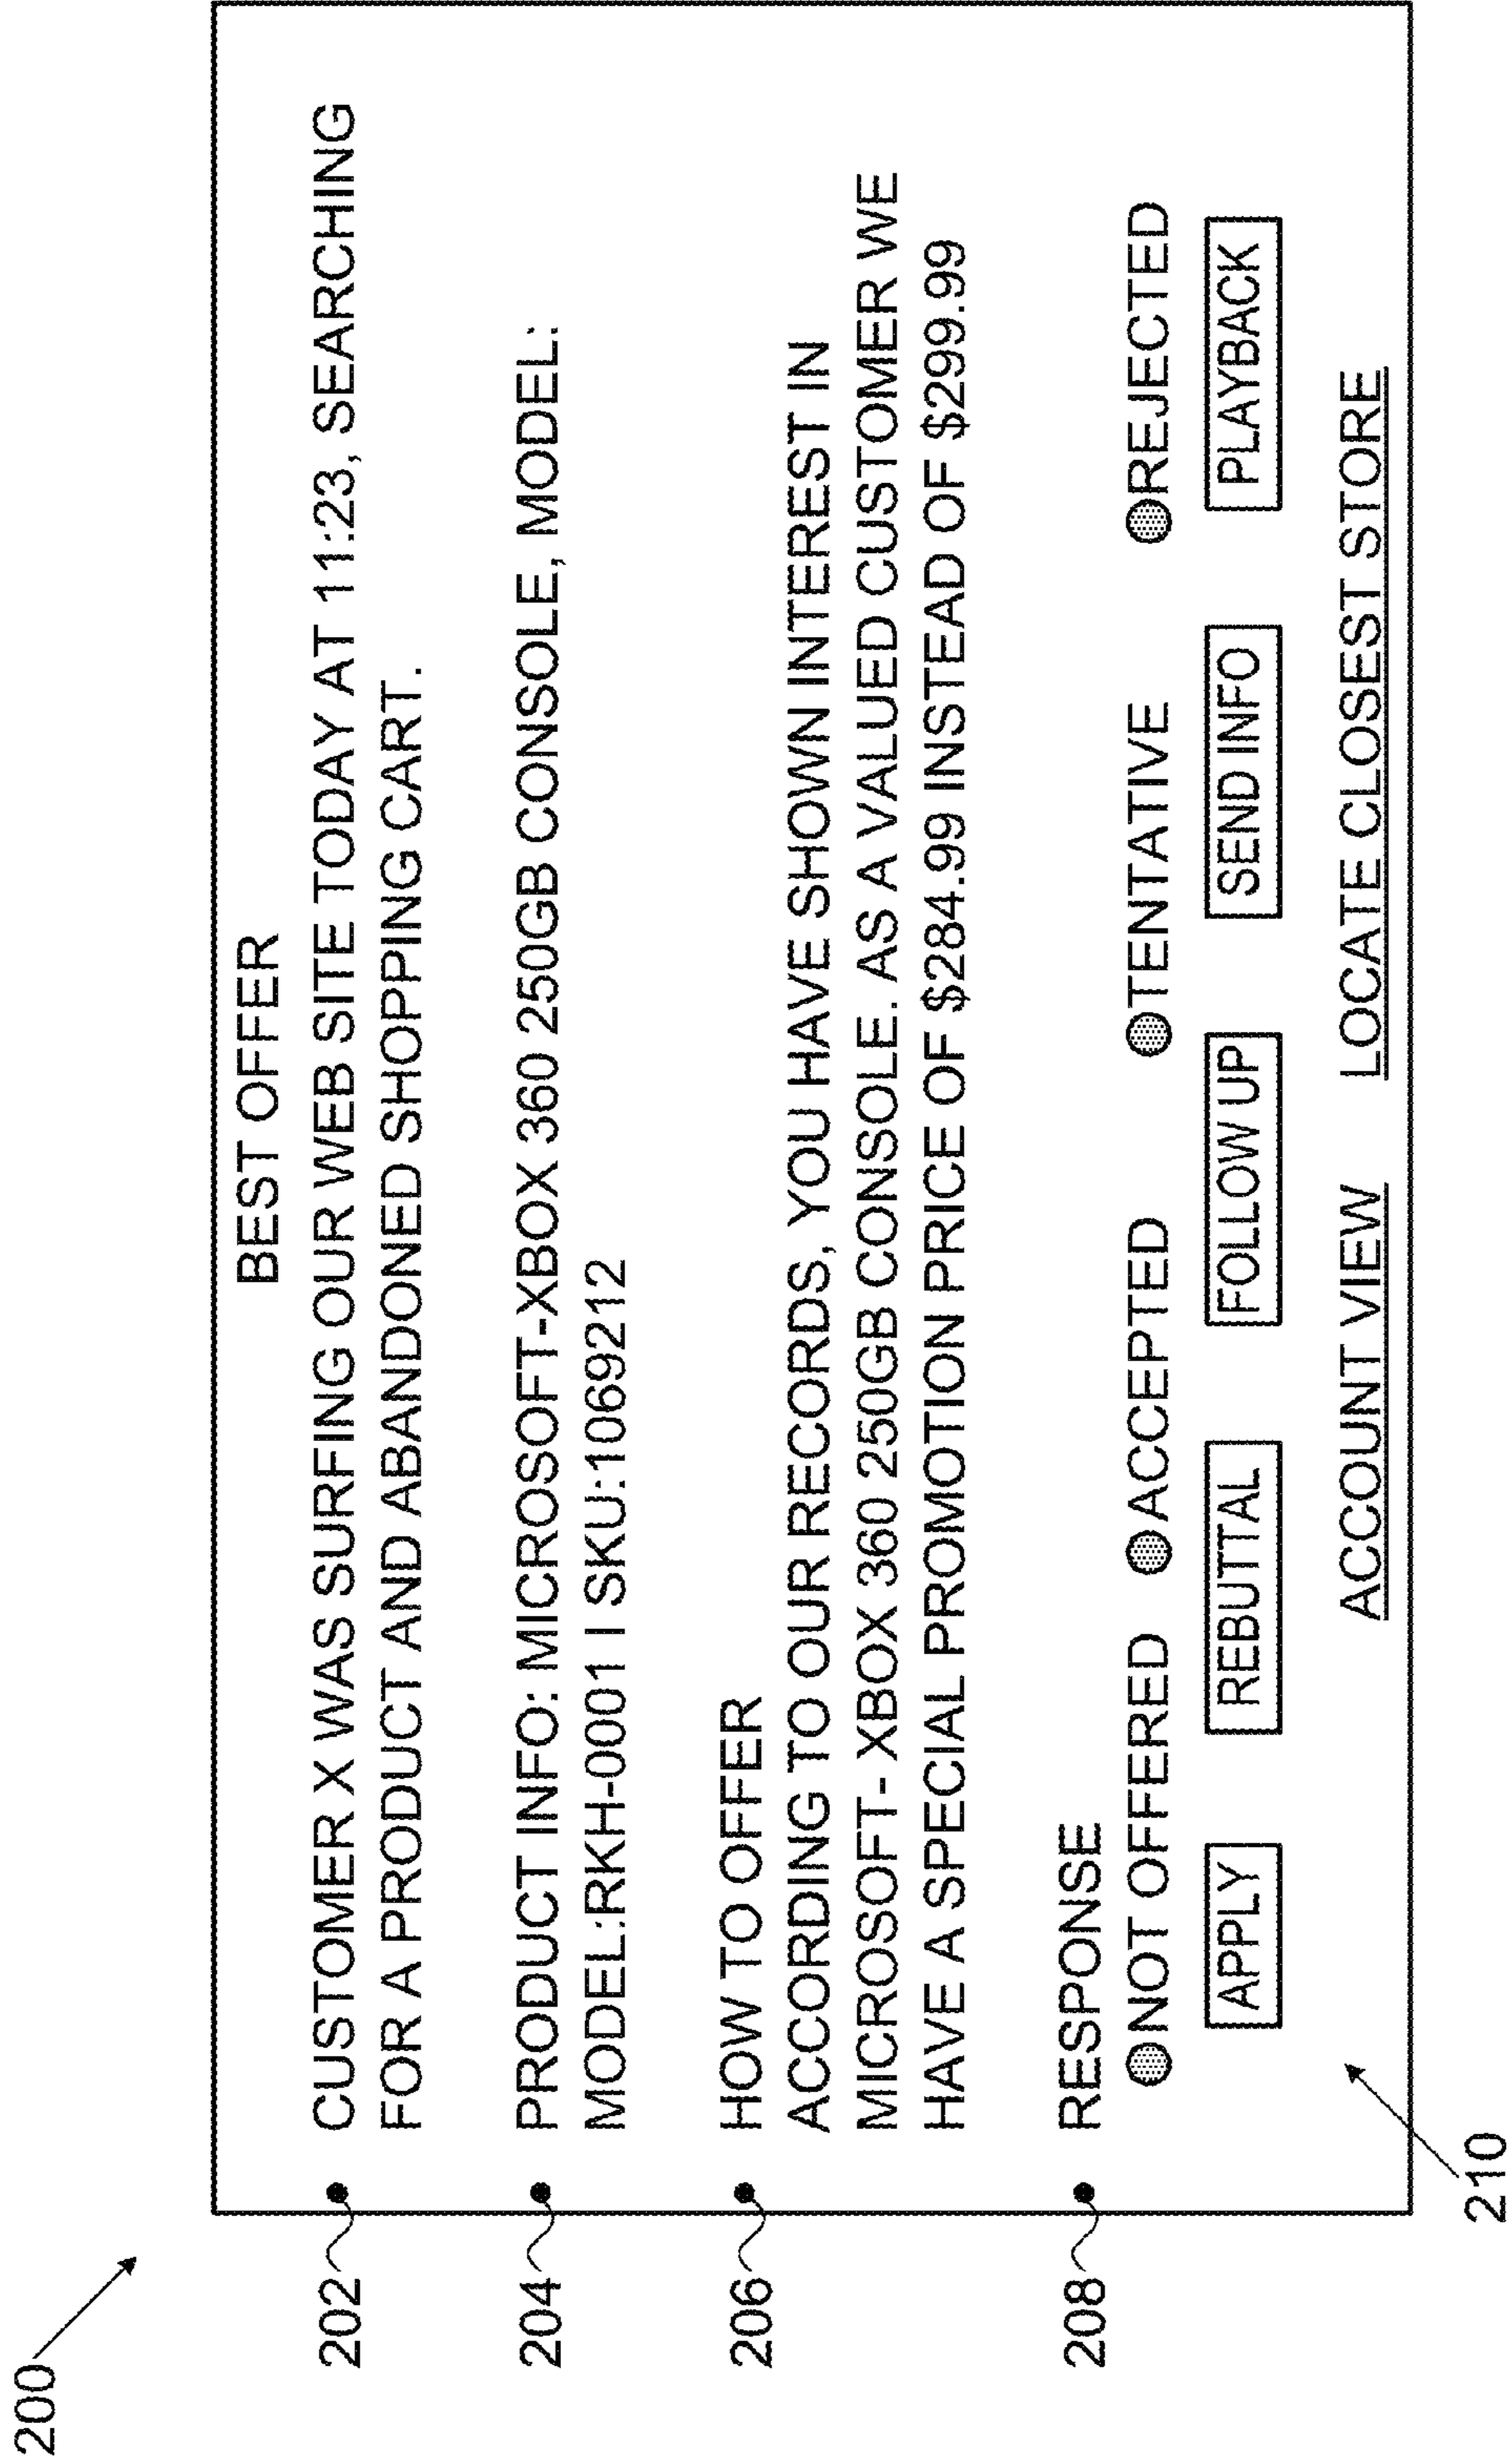 200
BEST OFFER
202
CUSTOMER X WAS SURFING OUR WEB SITE TODAY AT 11:23, SEARCHING
FOR A PRODUCT AND ABANDONED SHOPPING CART.
204
PRODUCT INFO: MICROSOFT-XBOX 360 250GB CONSOLE, MODEL:
MODEL:RKH-0001 I SKU:1069212
206
HOW TO OFFER
ACCORDING TO OUR RECORDS, YOU HAVE SHOWN INTEREST IN
MICROSOFT- XBOX 360 250GB CONSOLE. AS A VALUED CUSTOMER WE
HAVE A SPECIAL PROMOTION PRICE OF $284.99 INSTEAD OF $299.99
208
RESPONSE
NOT OFFERED ACCEPTED TENTATIVE REJECTED
APPLY REBUTTAL FOLLOW UP SEND INFO PLAYBACK
ACCOUNT VIEW LOCATE CLOSEST STORE
210